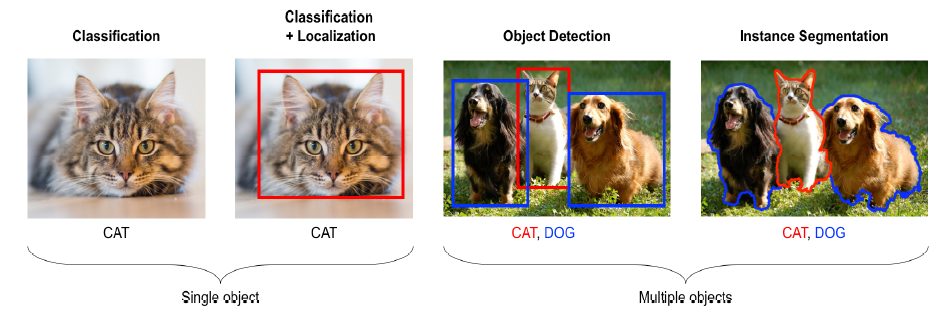 Classification
Classification
+ Localization
Object Detection
Instance Segmentation
CAT
CAT
CAT, DOG
CAT, DOG
Single object
Multiple objects